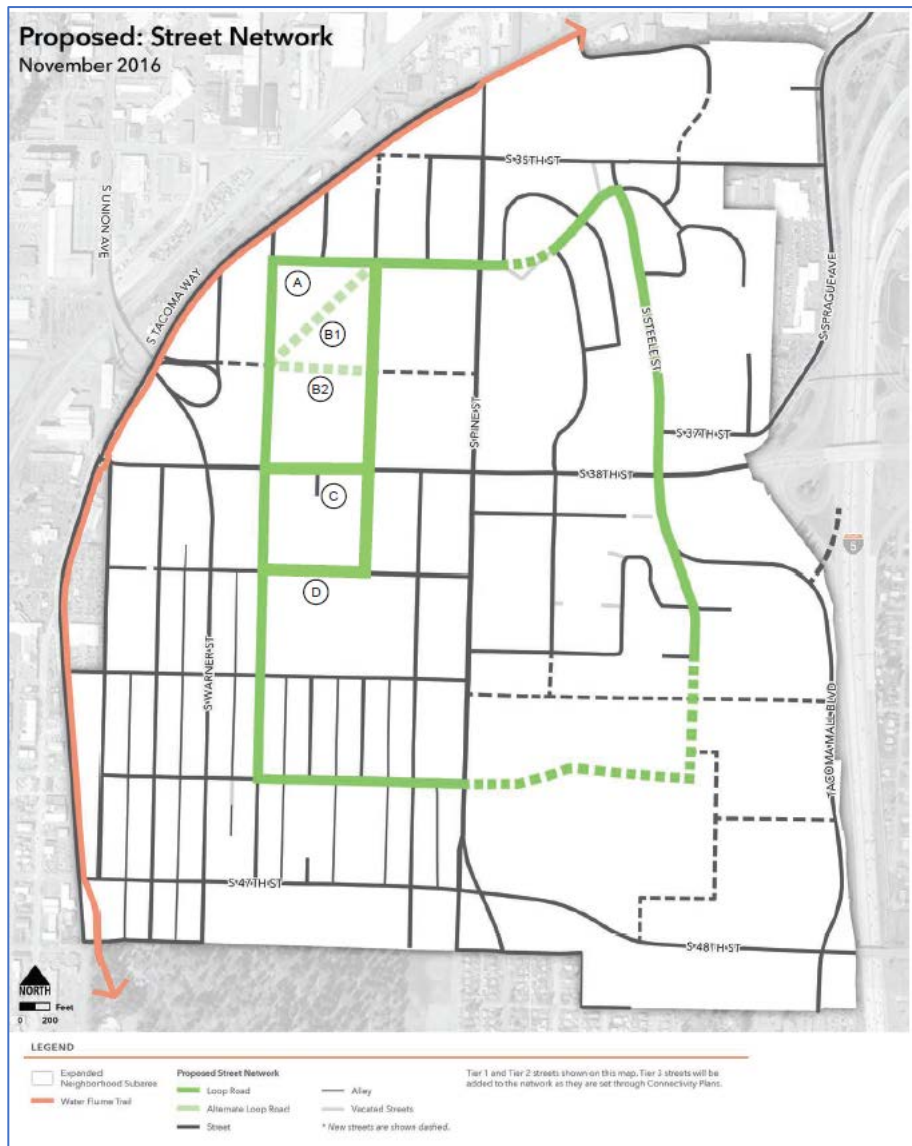 Proposed: Street Network
November 2016
S 35TH ST
S UNION AVE
S TACOMA WAY
S SPRAGUE AVE
A
B1
S STEELE ST
B2
S PINE ST
S 37TH ST
S 38TH ST
C
5
D
S WARNER ST
TACOMA MALL BLVD
S 47TH ST
S 48TH ST
NORTH
Feet
0 200
LEGEND
Expanded
Neighborhood Subarea
Water Flume Trail
Proposed Street Network
Loop Road
Alternate Loop Road
Street
Alley
Vacated Streets
* New streets are shown dashed.
Tier 1 and Tier 2 streets shown on this map. Tier 3 streets will be
added to the network as they are set through Connectivity Plans.